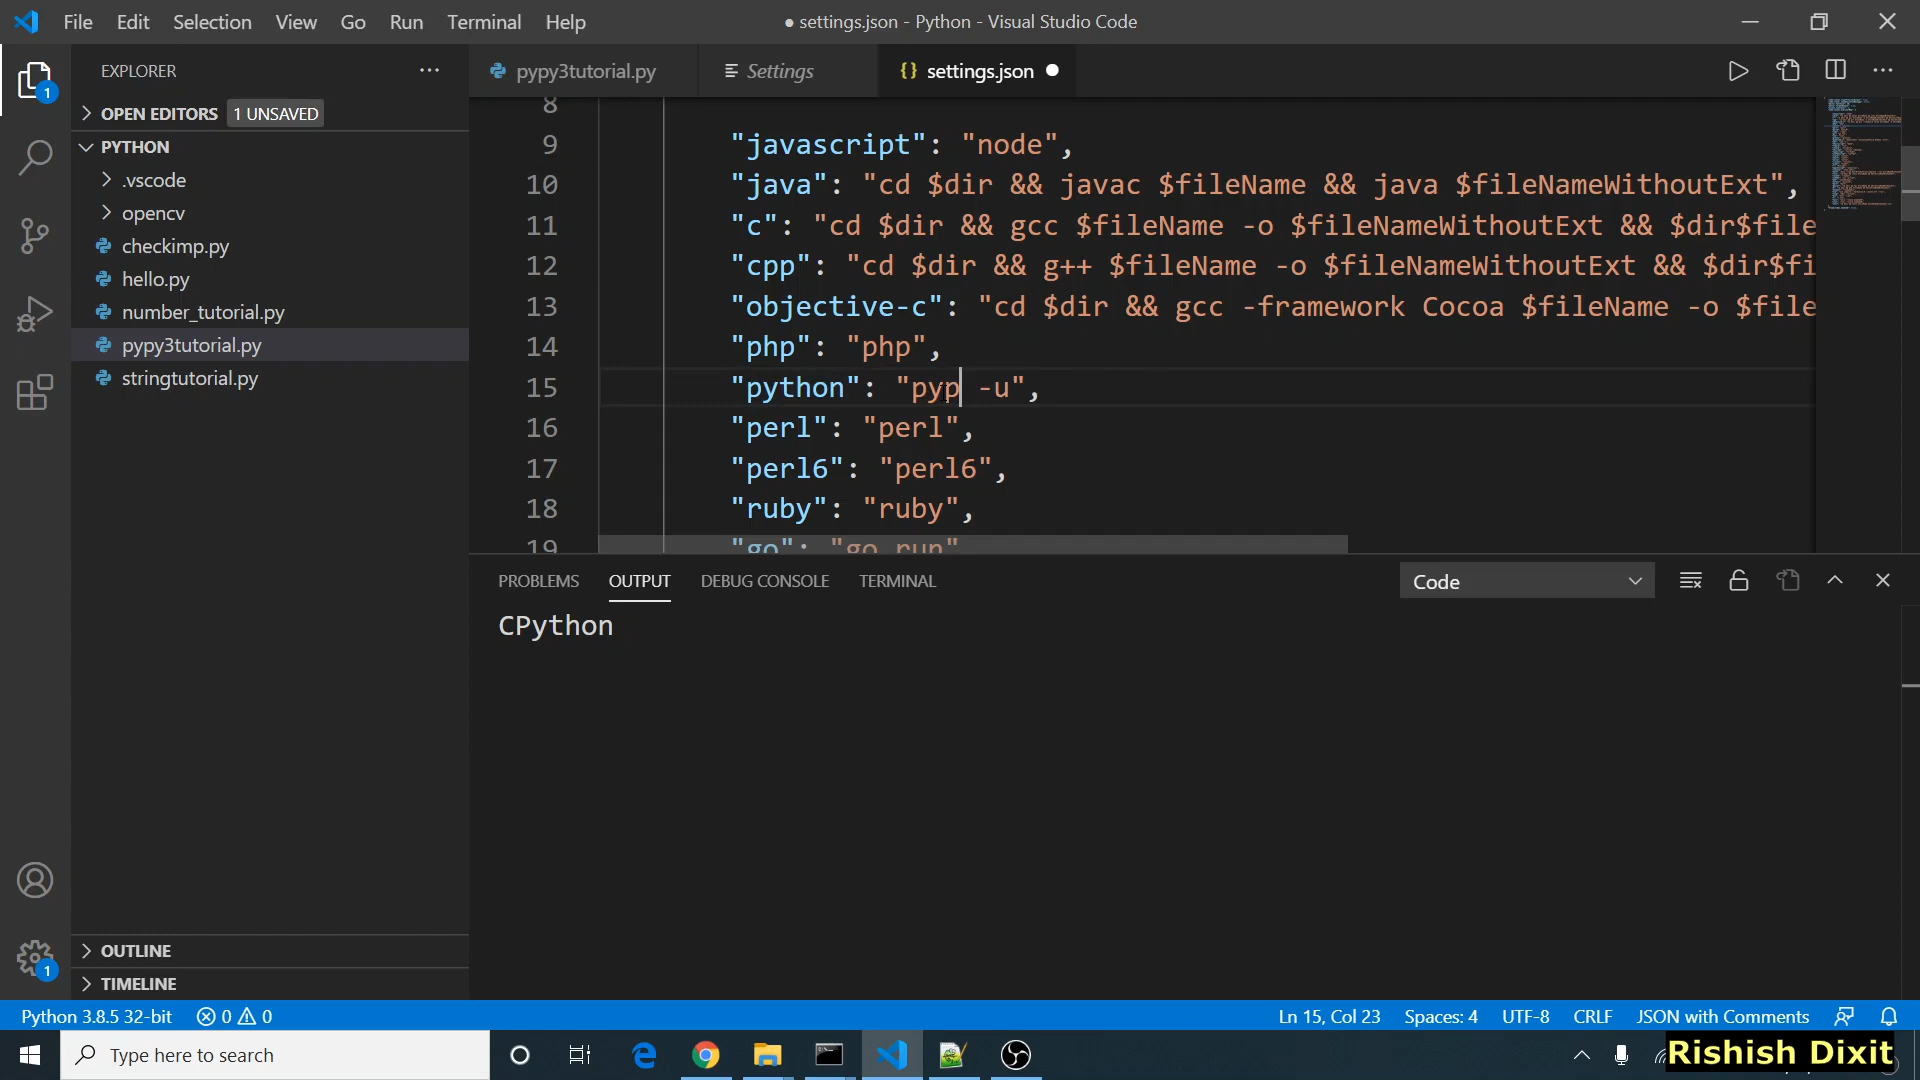 File Edit Selection View Go Run Terminal Help
● settings.json - Python - Visual Studio Code
EXPLORER
pypy3tutorial.py
Settings
{} settings.json
OPEN EDITORS 1 UNSAVED
PYTHON
.vscode
opencv
checkimp.py
hello.py
number_tutorial.py
pypy3tutorial.py
stringtutorial.py
OUTLINE
TIMELINE
1
1
8
9 "javascript": "node",
10 "java": "cd $dir && javac $fileName && java $fileNameWithoutExt",
11 "c": "cd $dir && gcc $fileName -o $fileNameWithoutExt && $dir$file
12 "cpp": "cd $dir && g++ $fileName -o $fileNameWithoutExt && $dir$fi
13 "objective-c": "cd $dir && gcc -framework Cocoa $fileName -o $file
14 "php": "php",
15 "python": "pyp -u",
16 "perl": "perl",
17 "perl6": "perl6",
18 "ruby": "ruby",
19 "go": "go run"
PROBLEMS OUTPUT DEBUG CONSOLE TERMINAL
Code
CPython
Python 3.8.5 32-bit 0 0
Ln 15, Col 23 Spaces: 4 UTF-8 CRLF JSON with Comments
Type here to search
Rishish Dixit